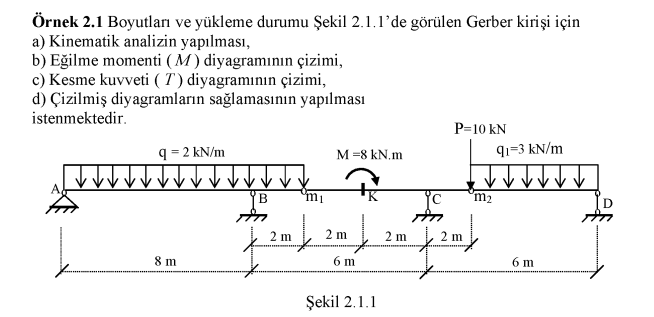 Örnek 2.1 Boyutları ve yükleme durumu Şekil 2.1.1’de görülen Gerber kirişi için
a) Kinematik analizin yapılması,
b) Eğilme momenti ( M ) diyagramının çizimi,
c) Kesme kuvveti ( T ) diyagramının çizimi,
d) Çizilmiş diyagramların sağlamasının yapılması
istenmektedir.
P=10 kN
q = 2 kN/m
M =8 kN.m
q₁=3 kN/m
A
B
m₁
K
C
m₂
D
2 m
2 m
2 m
2 m
8 m
6 m
6 m
Şekil 2.1.1